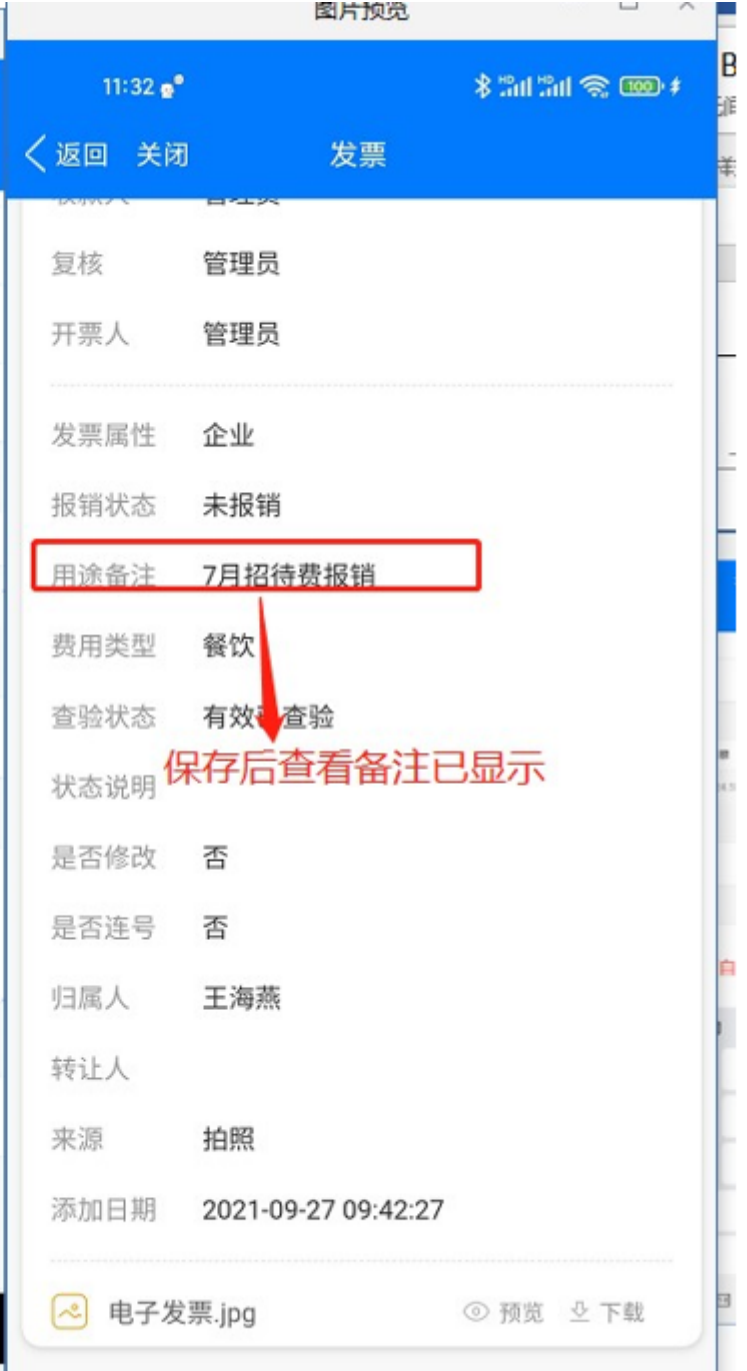 图片预览
11:32
100
返回 关闭 发票
复核 管理员
开票人 管理员
发票属性 企业
报销状态 未报销
用途备注 7月招待费报销
费用类型 餐饮
查验状态 有效已查验
保存后查看备注已显示
状态说明
是否修改 否
是否连号 否
归属人 王海燕
转让人
来源 拍照
添加日期 2021-09-27 09:42:27
电子发票.jpg 预览 下载